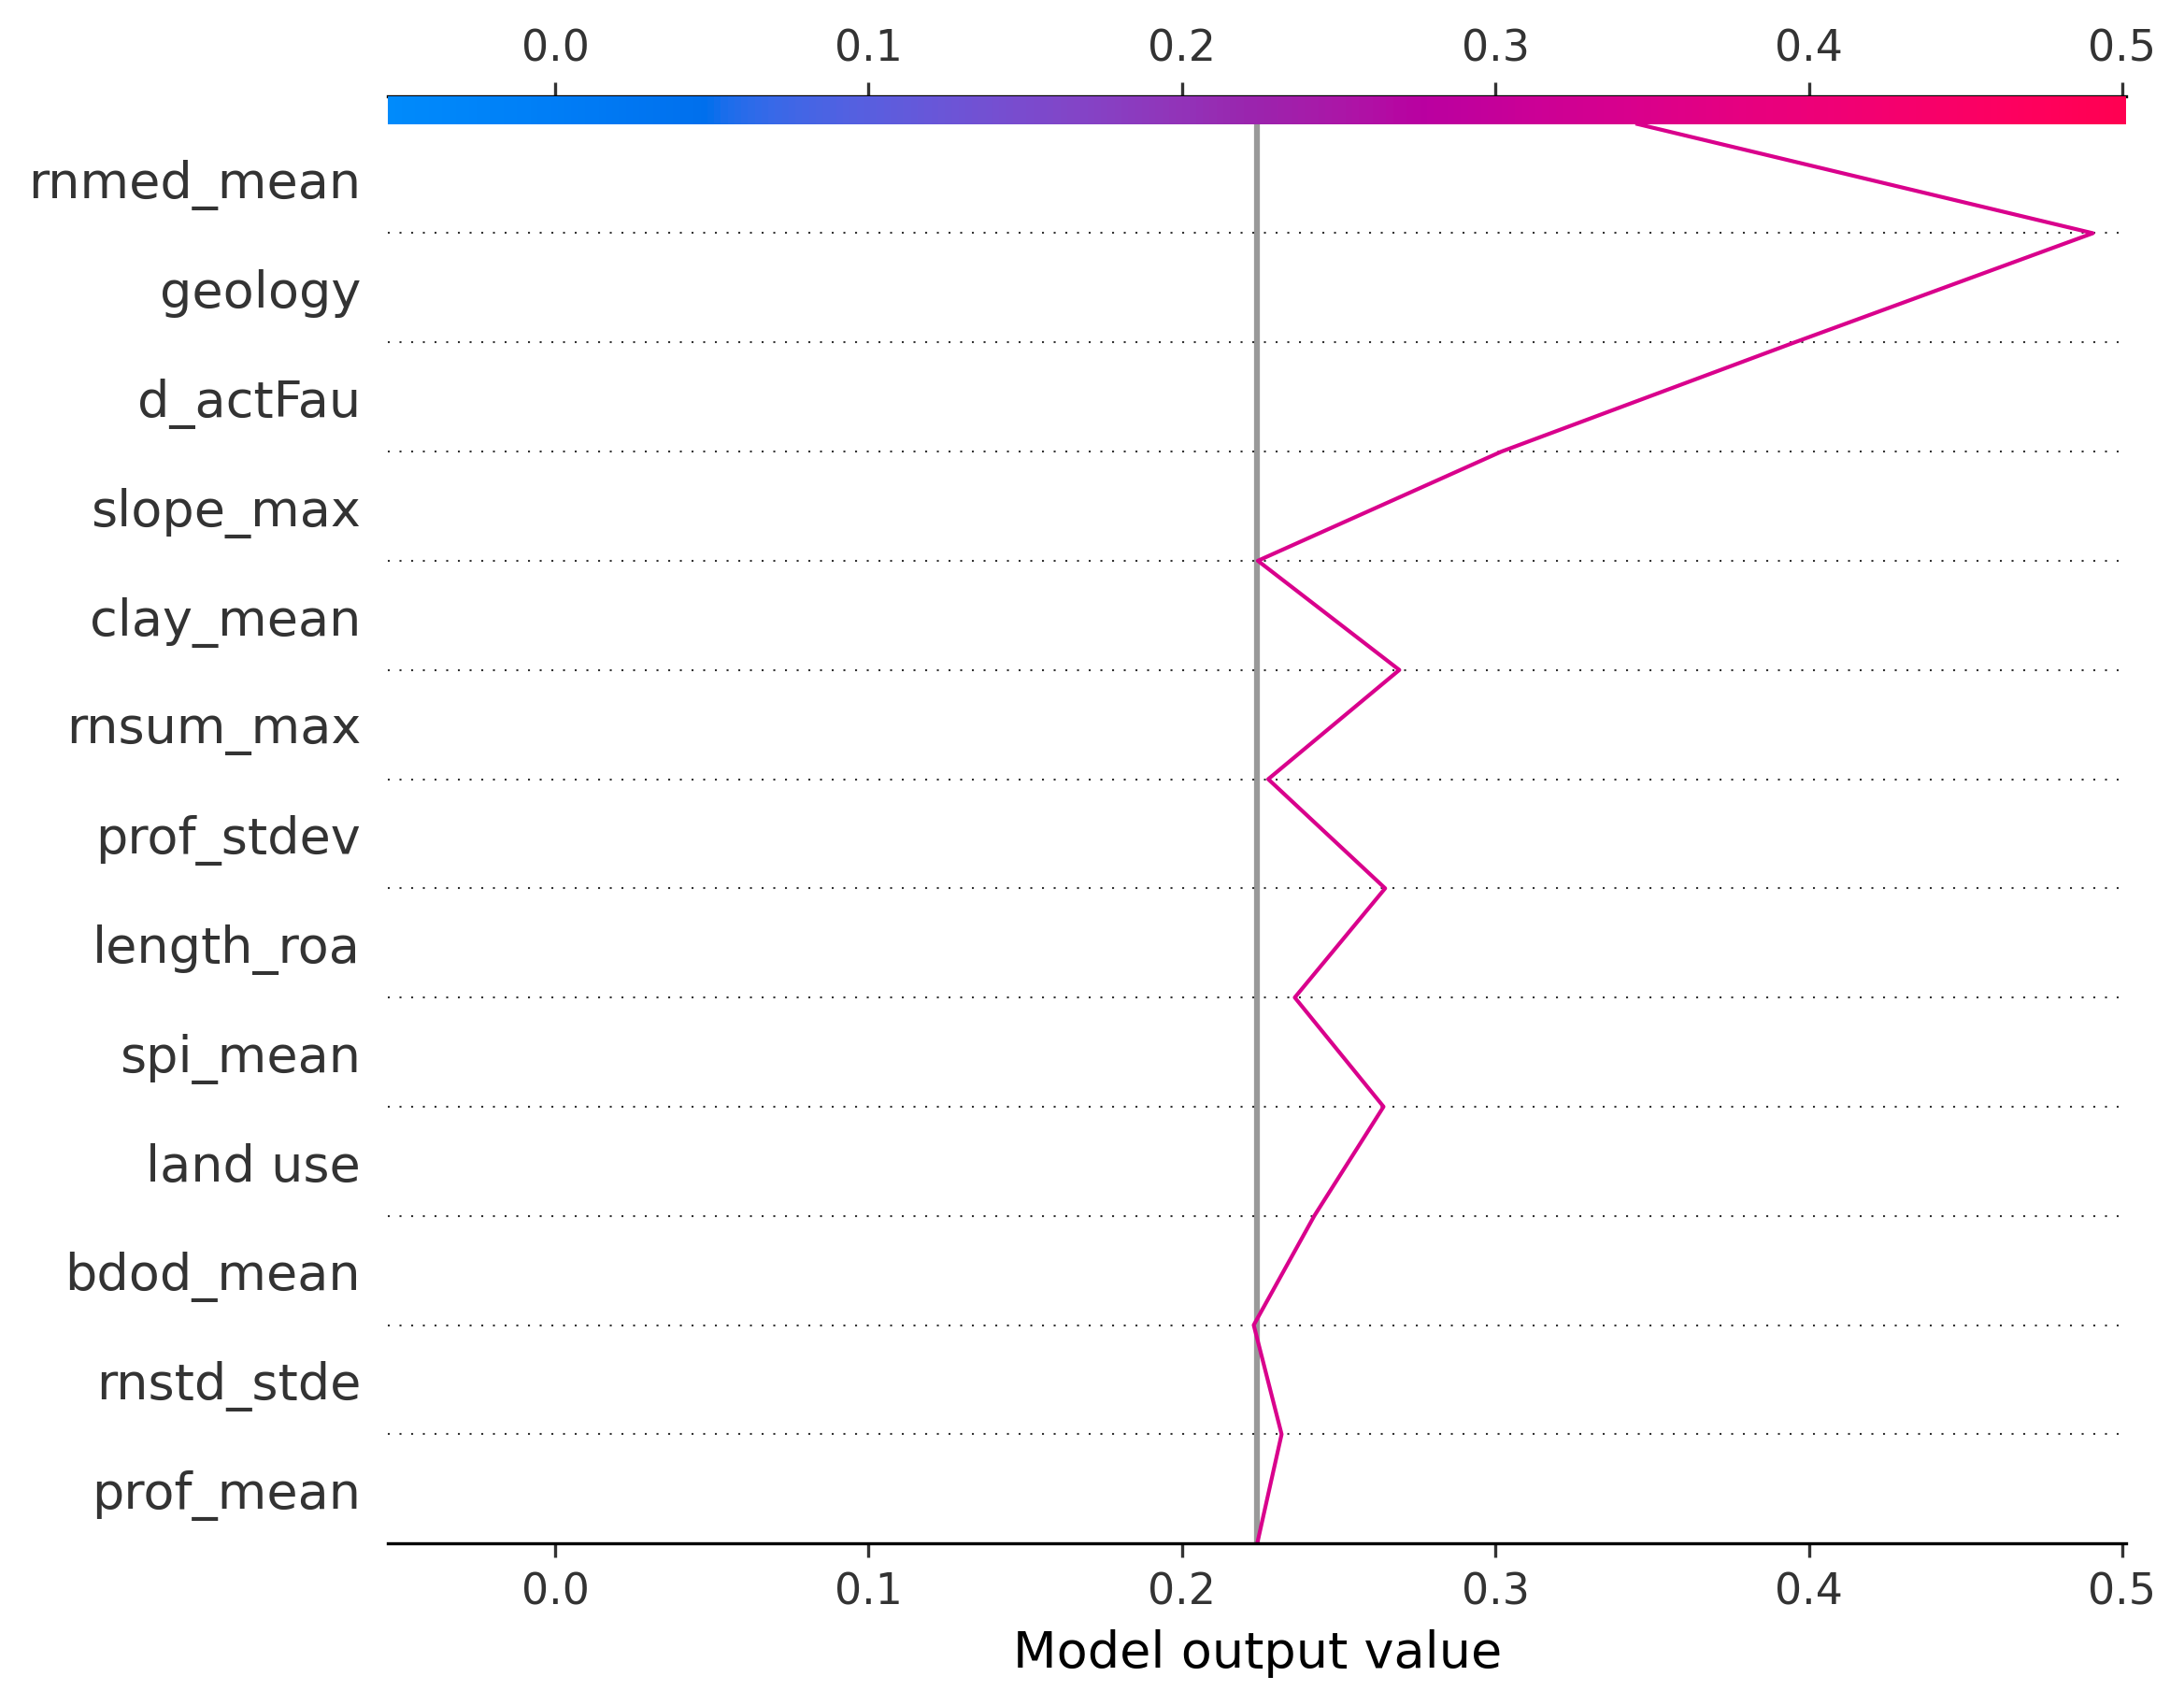 0.0 0.1 0.2 0.3 0.4 0.5
rnmed_mean
geology
d_actFau
slope_max
clay_mean
rnsum_max
prof_stdev
length_roa
spi_mean
land use
bdod_mean
rnstd_stde
prof_mean
0.0 0.1 0.2 0.3 0.4 0.5
Model output value